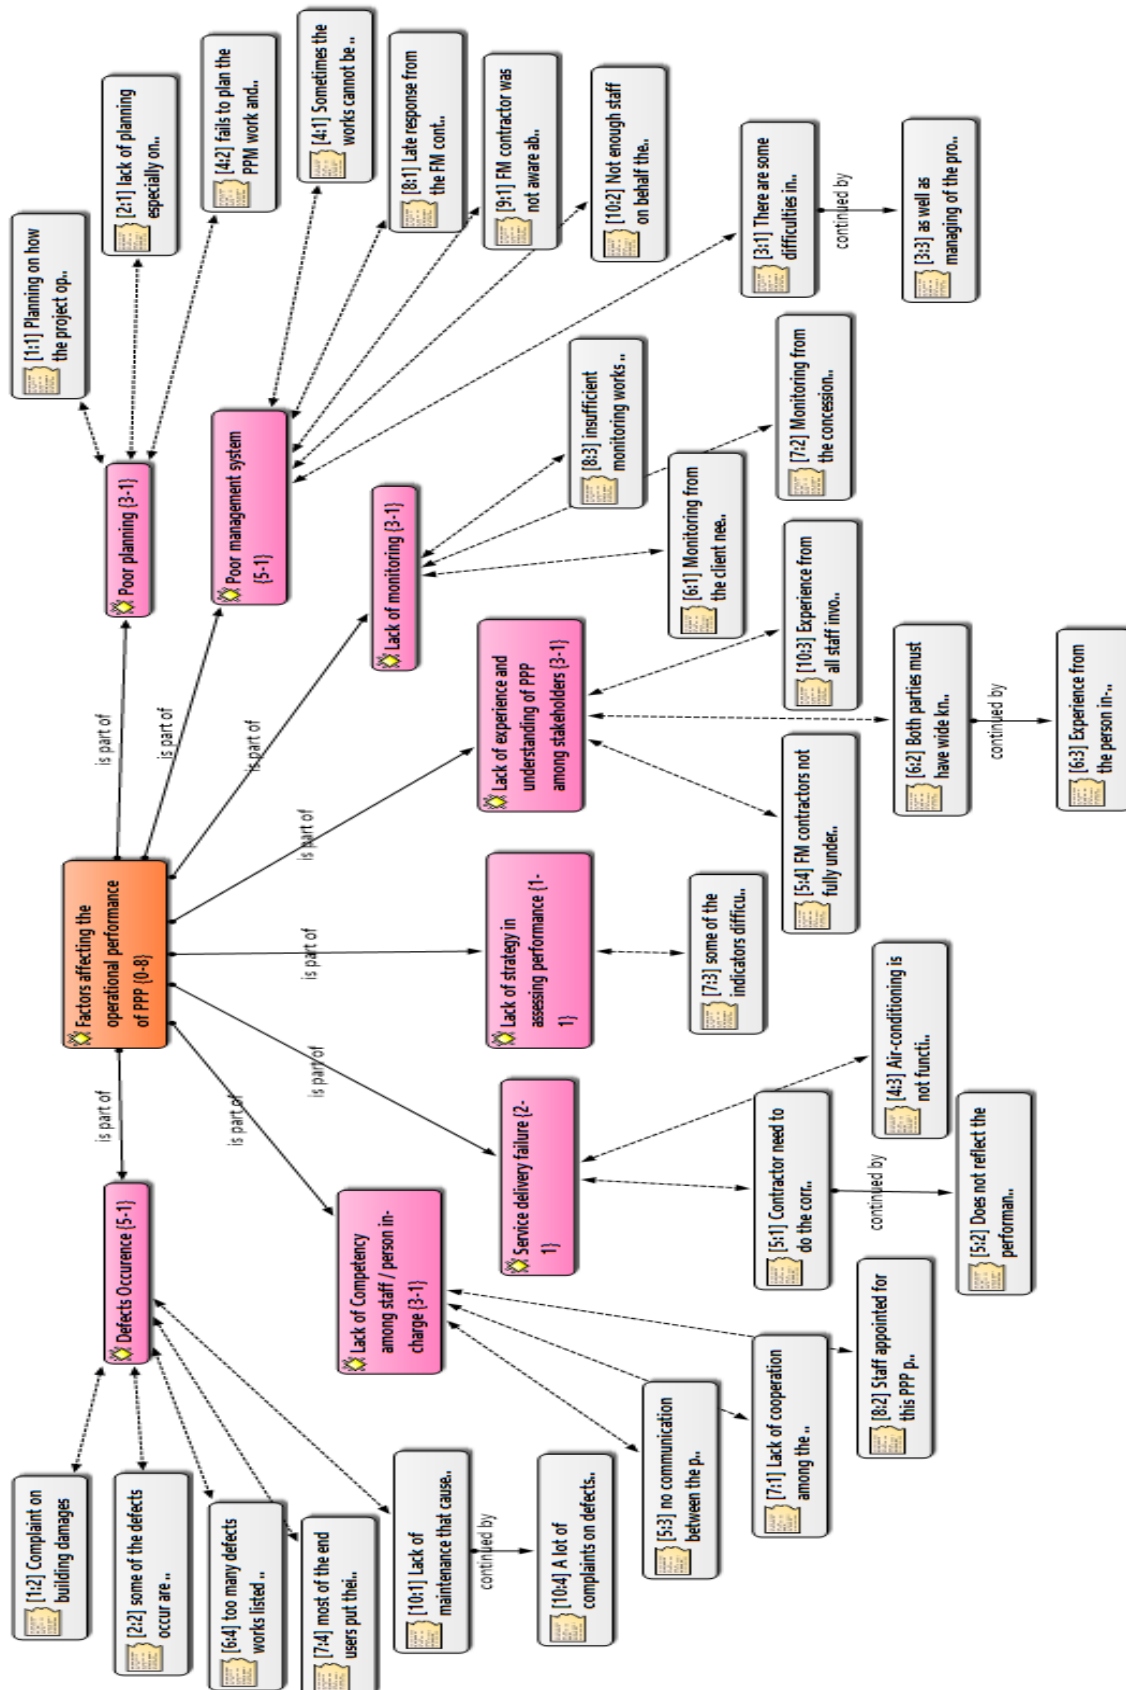 [1:2] Complaint on
building damages
[2:2] some of the defects
occur are ..
[6:4] too many defects
works listed ..
[7:4] most of the end
users put thei..
[10:1] Lack of
maintenance that cause..
continued by
[10:4] A lot of
complaints on defects..
Defects Occurence {5-1}
is part of
[5:3] no communication
between the p..
[7:1] Lack of cooperation
among the ..
[8:2] Staff appointed for
this PPP p..
Lack of Competency
among staff / person in-
charge {3-1}
is part of
Service delivery failure {2-
1}
is part of
[5:1] Contractor need to
do the corr..
continued by
[5:2] Does not reflect the
performan..
[4:3] Air-conditioning is
not functi..
Factors affecting the
operational performance
of PPP {0-8}
is part of
Lack of strategy in
assessing performance {1-
1}
[7:3] some of the
indicators difficu..
is part of
Lack of experience and
understanding of PPP
among stakeholders {3-1}
[5:4] FM contractors not
fully under..
[6:2] Both parties must
have wide kn..
continued by
[6:3] Experience from
the person in-..
[10:3] Experience from
all staff invo..
is part of
Lack of monitoring {3-1}
[6:1] Monitoring from
the client nee..
[7:2] Monitoring from
the concession..
[8:3] insufficient
monitoring works ..
is part of
Poor management system
{5-1}
is part of
Poor planning {3-1}
[1:1] Planning on how
the project op..
[2:1] lack of planning
especially on..
[4:2] fails to plan the
PPM work and..
[4:1] Sometimes the
works cannot be ..
[8:1] Late response from
the FM cont..
[9:1] FM contractor was
not aware ab..
[10:2] Not enough staff
on behalf the..
[3:1] There are some
difficulties in..
continued by
[3:3] as well as
managing of the pro..